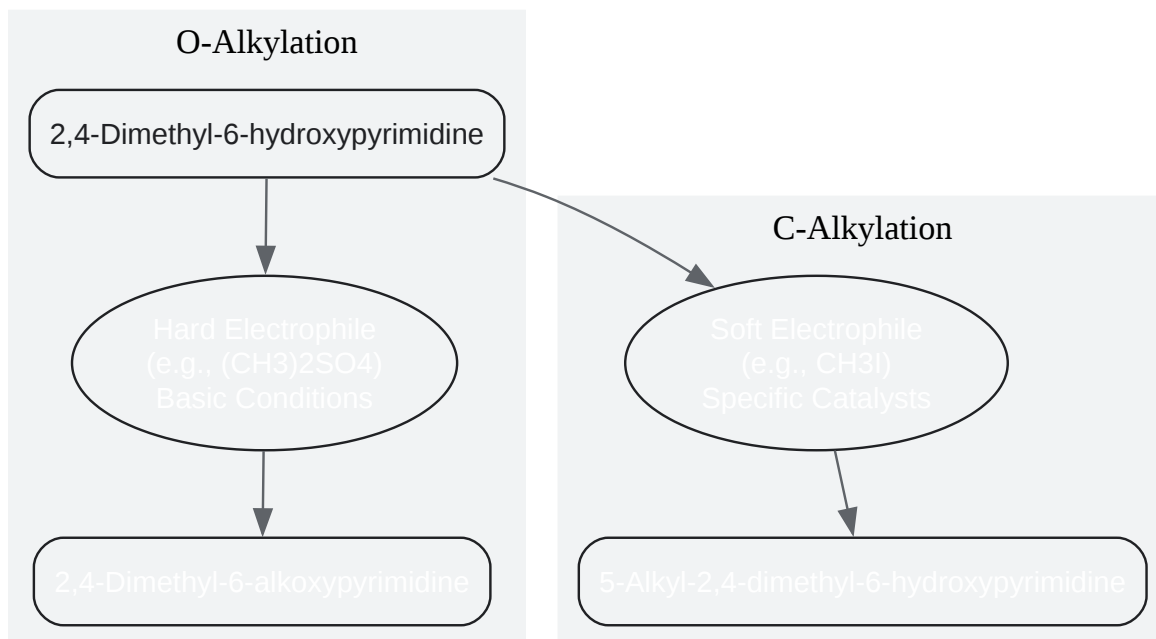 O-Alkylation
2,4-Dimethyl-6-hydroxypyrimidine
C-Alkylation
Hard Electrophile
(e.g., (CH3)2SO4)
Basic Conditions
Soft Electrophile
(e.g., CH3I)
Specific Catalysts
2,4-Dimethyl-6-alkoxypyrimidine
5-Alkyl-2,4-dimethyl-6-hydroxypyrimidine